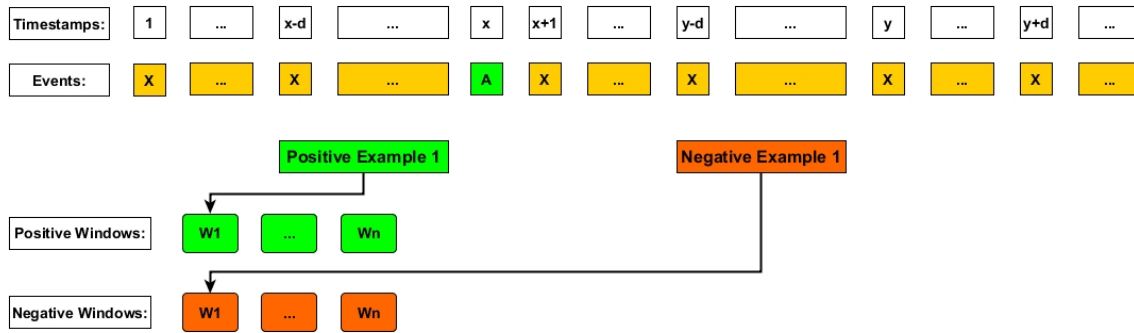 Timestamps: 1 ... x-d ... x x+1 ... y-d ... y ... y+d ...
Events: X ... X ... A X ... X ... X ... X ...
Positive Example 1 Negative Example 1
Positive Windows: W1 ... Wn
Negative Windows: W1 ... Wn